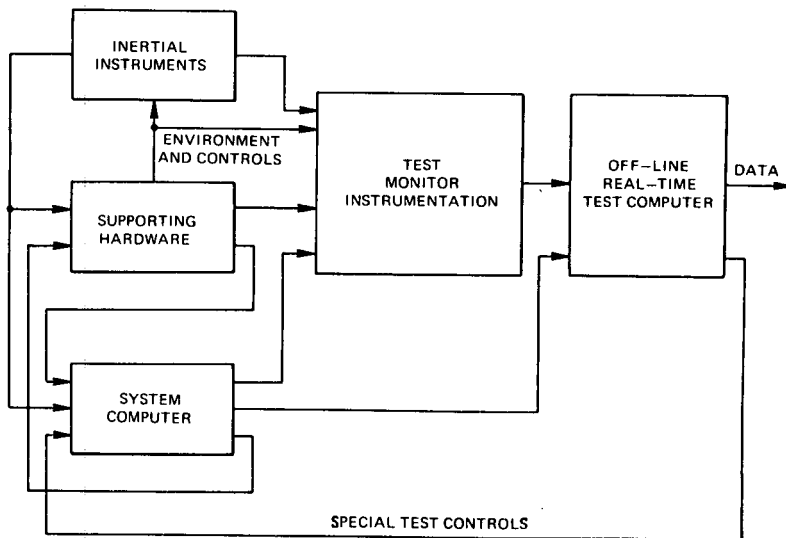 INERTIAL
INSTRUMENTS
ENVIRONMENT
AND CONTROLS
TEST
MONITOR
INSTRUMENTATION
OFF-LINE
REAL-TIME
TEST COMPUTER
DATA
SUPPORTING
HARDWARE
SYSTEM
COMPUTER
SPECIAL TEST CONTROLS